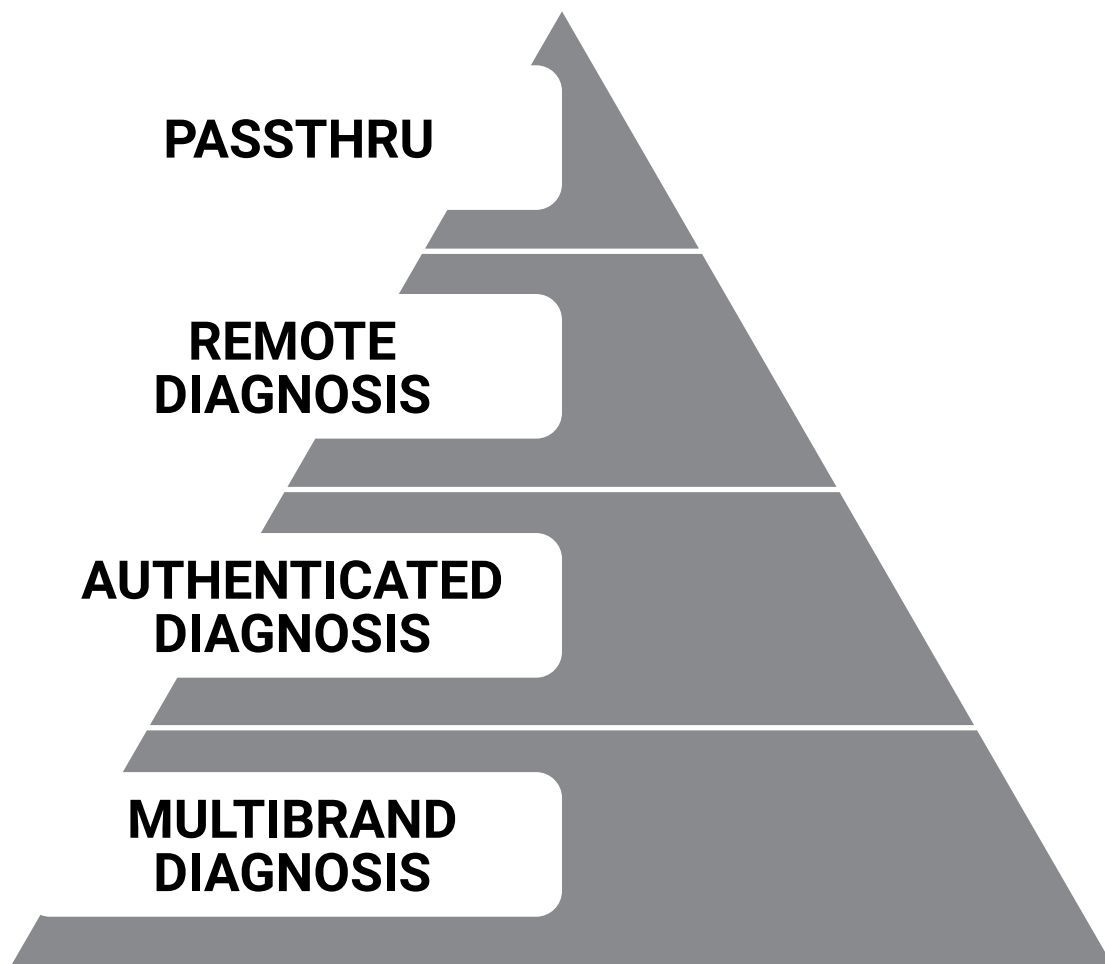 PASSTHRU
REMOTE
DIAGNOSIS
AUTHENTICATED
DIAGNOSIS
MULTIBRAND
DIAGNOSIS